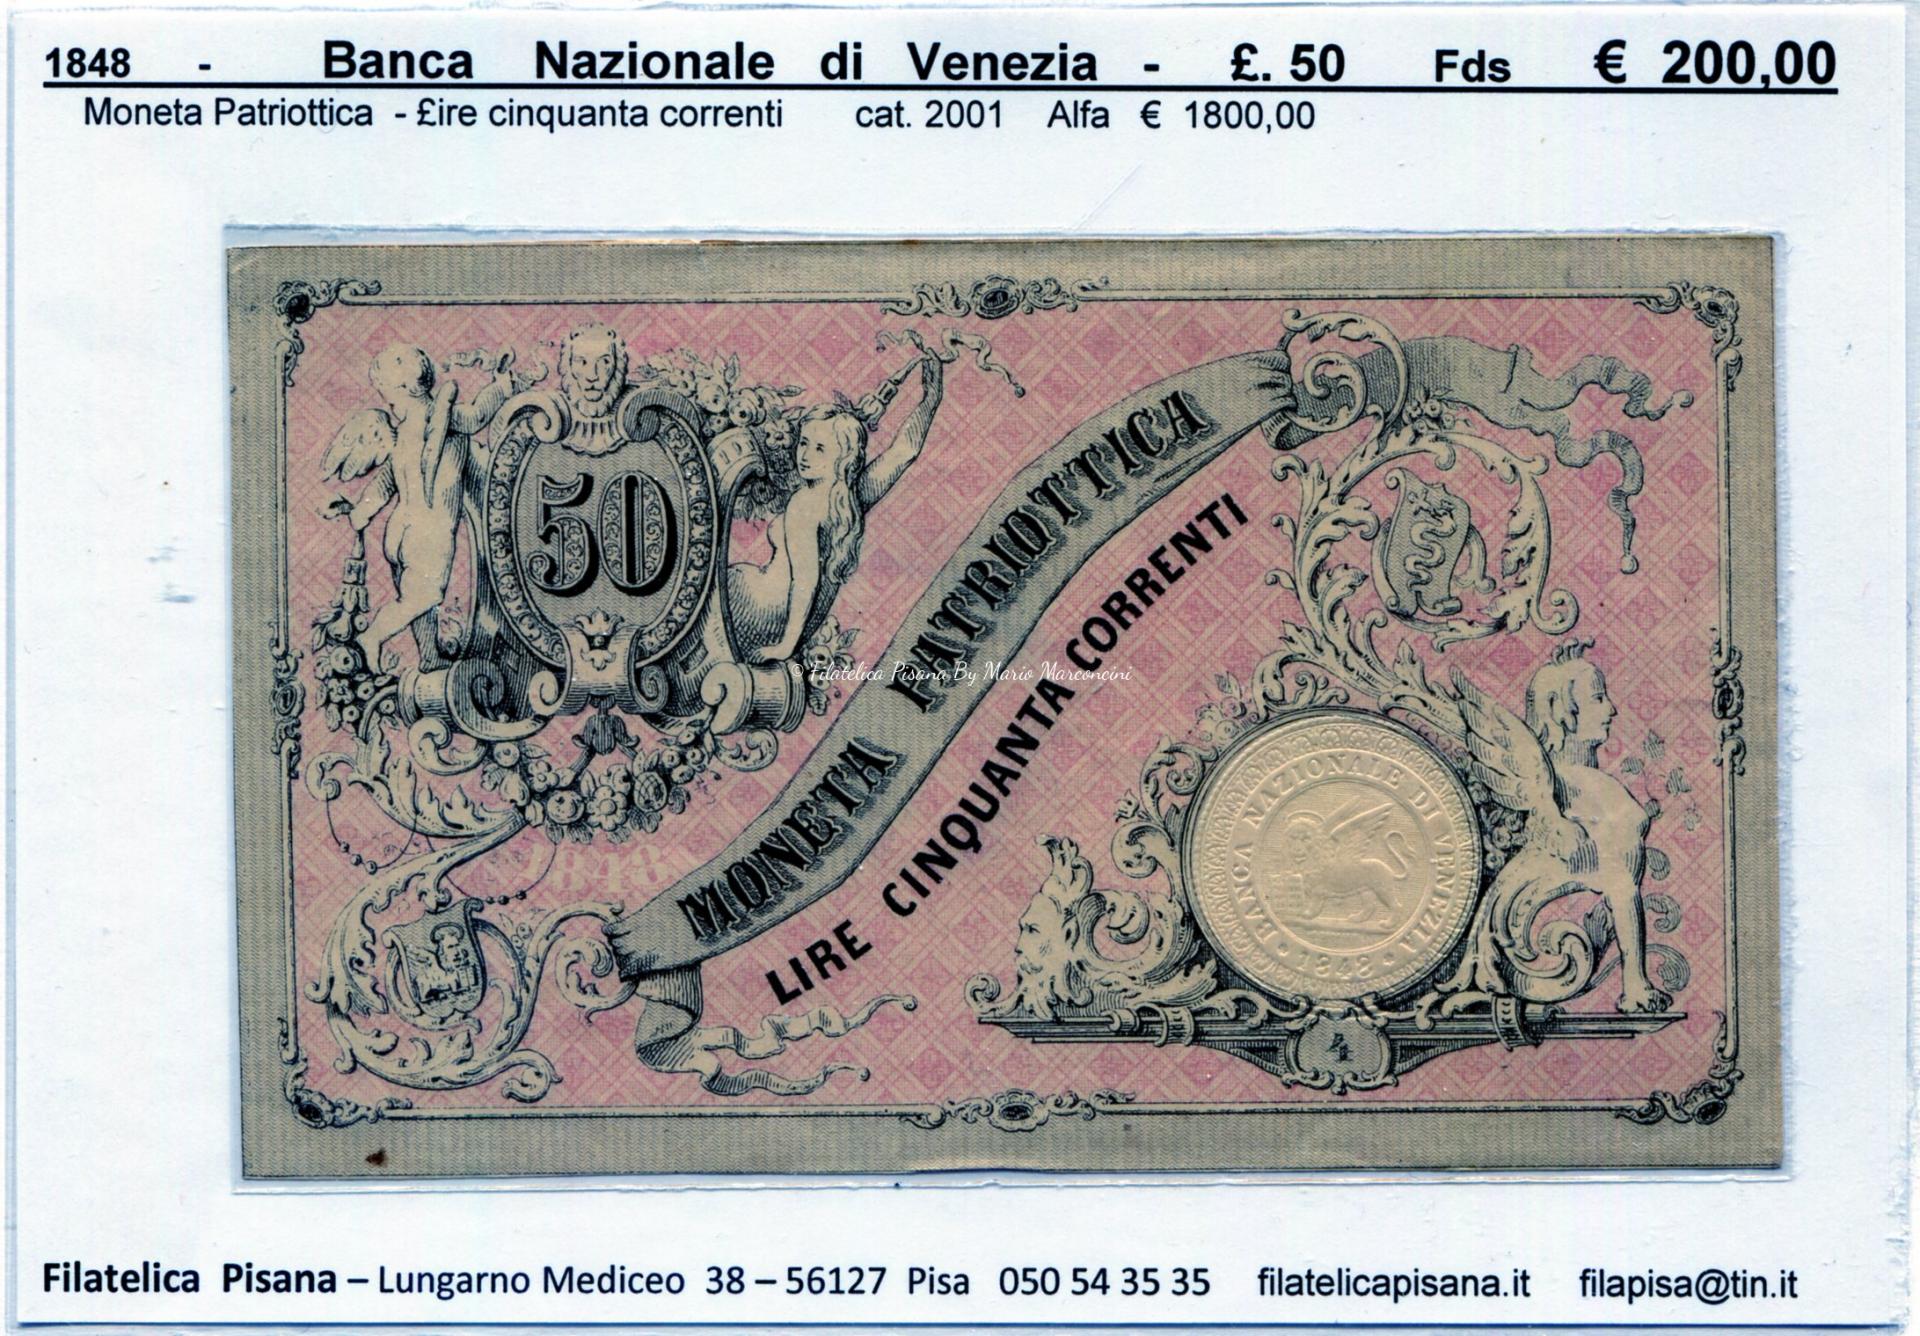 1848 - Banca Nazionale di Venezia - £. 50 Fds € 200,00
Moneta Patriottica - £ire cinquanta correnti cat. 2001 Alfa € 1800,00
50
MONETA PATRIOTTICA
LIRE CINQUANTA CORRENTI
© Filatelica Pisana By Mario Marconcini
1848
BANCA NAZIONALE DI VENEZIA
• 1848 •
Filatelica Pisana – Lungarno Mediceo 38 – 56127 Pisa 050 54 35 35 filatelicapisana.it filapisa@tin.it